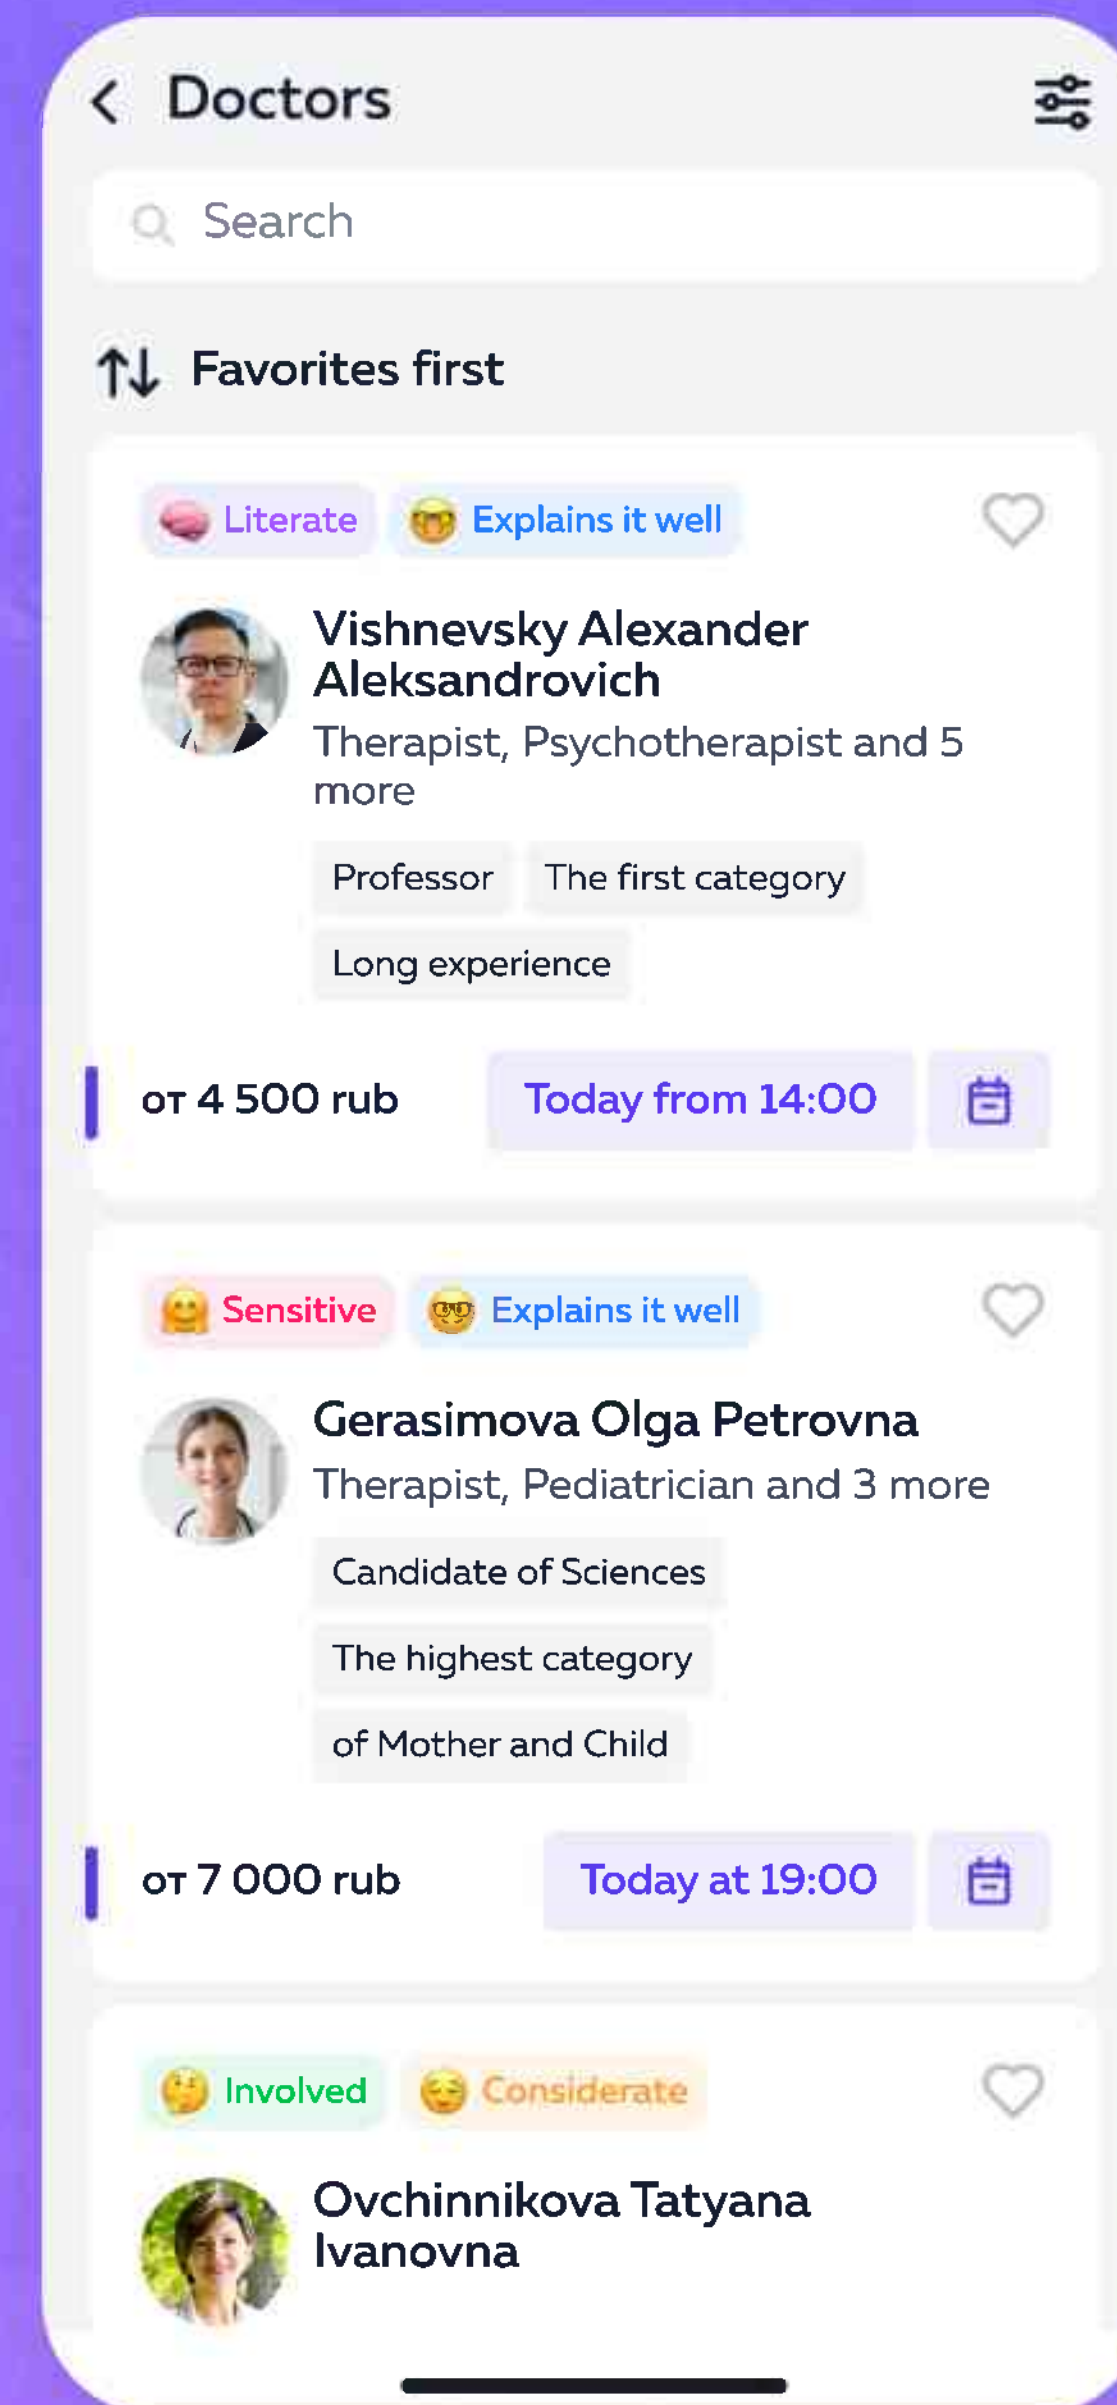 Doctors
Search
Favorites first
Literate
Explains it well
Vishnevsky Alexander
Aleksandrovich
Therapist, Psychotherapist and 5
more
Professor
The first category
Long experience
от 4 500 rub
Today from 14:00
Sensitive
Explains it well
Gerasimova Olga Petrovna
Therapist, Pediatrician and 3 more
Candidate of Sciences
The highest category
of Mother and Child
от 7 000 rub
Today at 19:00
Involved
Considerate
Ovchinnikova Tatyana
Ivanovna